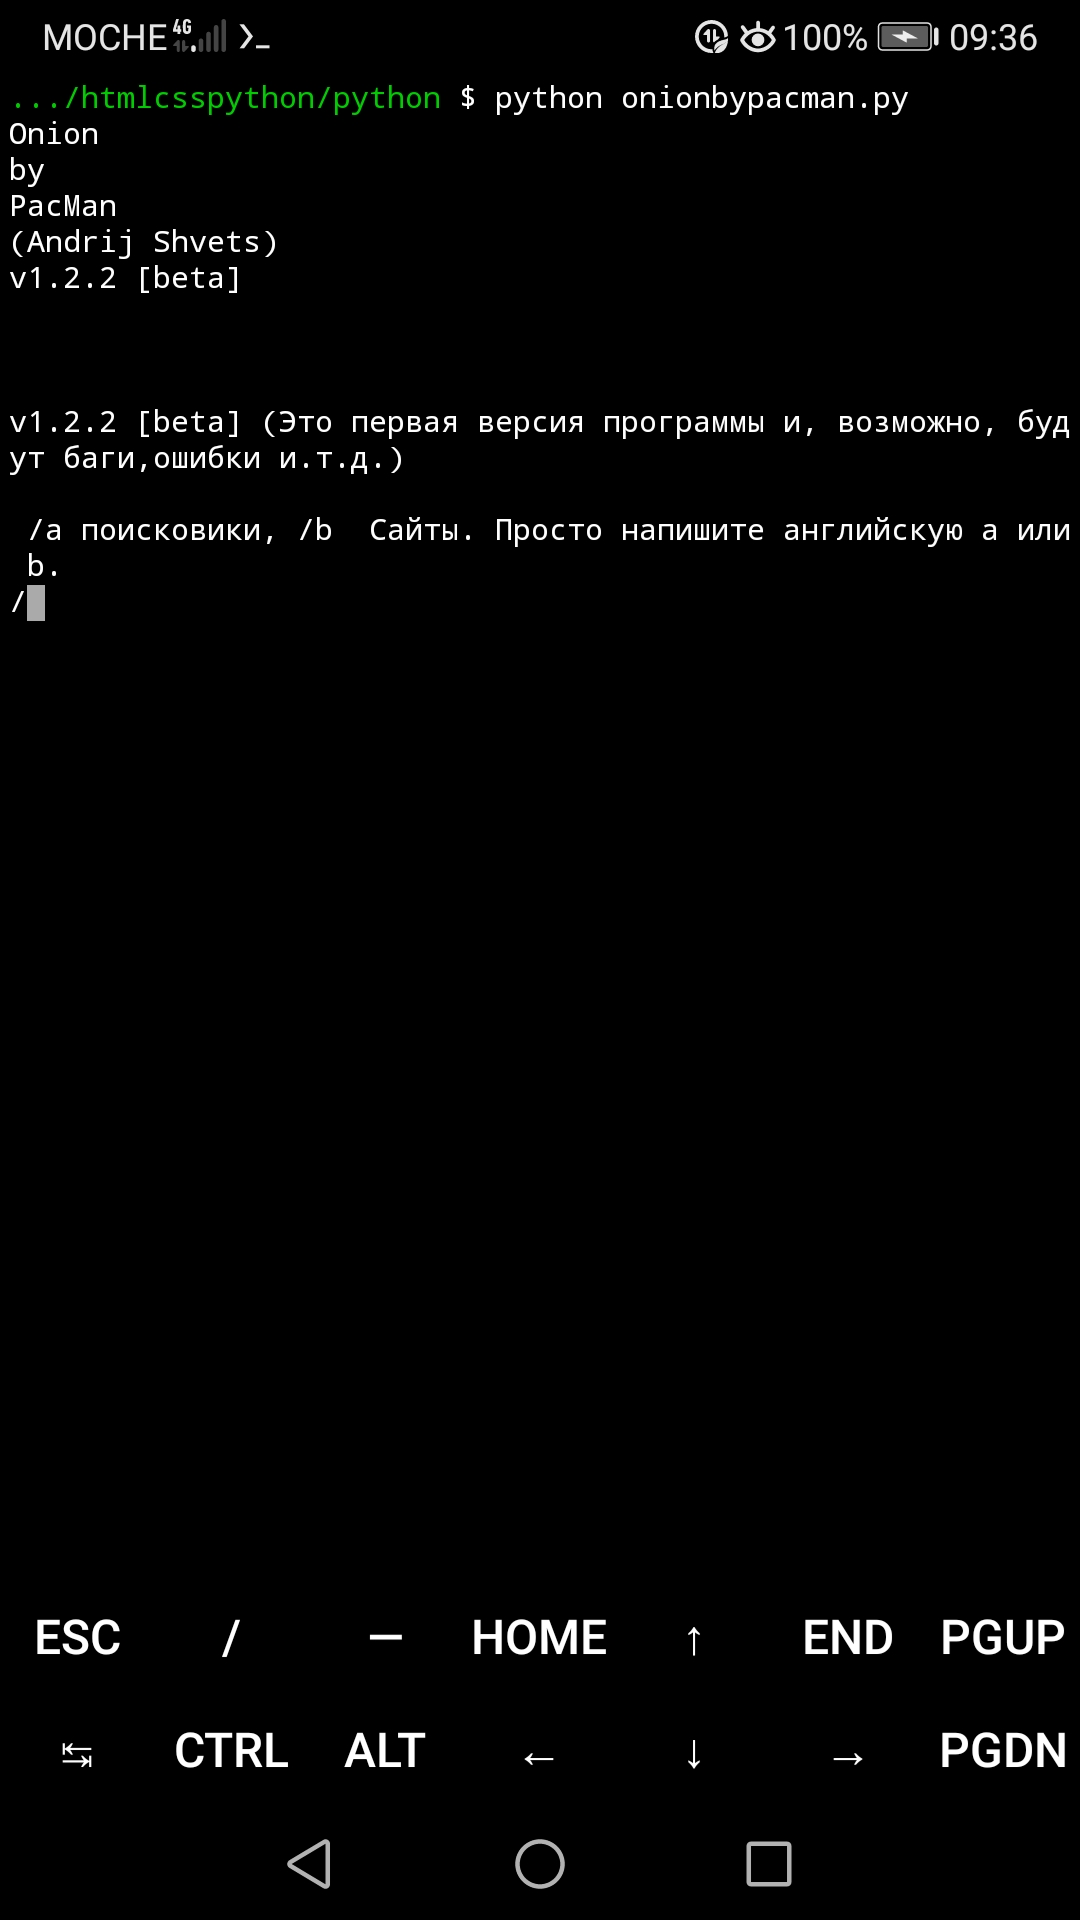 MOCHE 4G 100% 09:36
.../htmlcsspython/python $ python onionbypacman.py
Onion
by
PacMan
(Andrij Shvets)
v1.2.2 [beta]
v1.2.2 [beta] (Это первая версия программы и, возможно, буд
ут баги,ошибки и.т.д.)
/a поисковики, /b  Сайты. Просто напишите английскую a или
b.
/
ESC / — HOME ↑ END PGUP
↹ CTRL ALT ← ↓ → PGDN